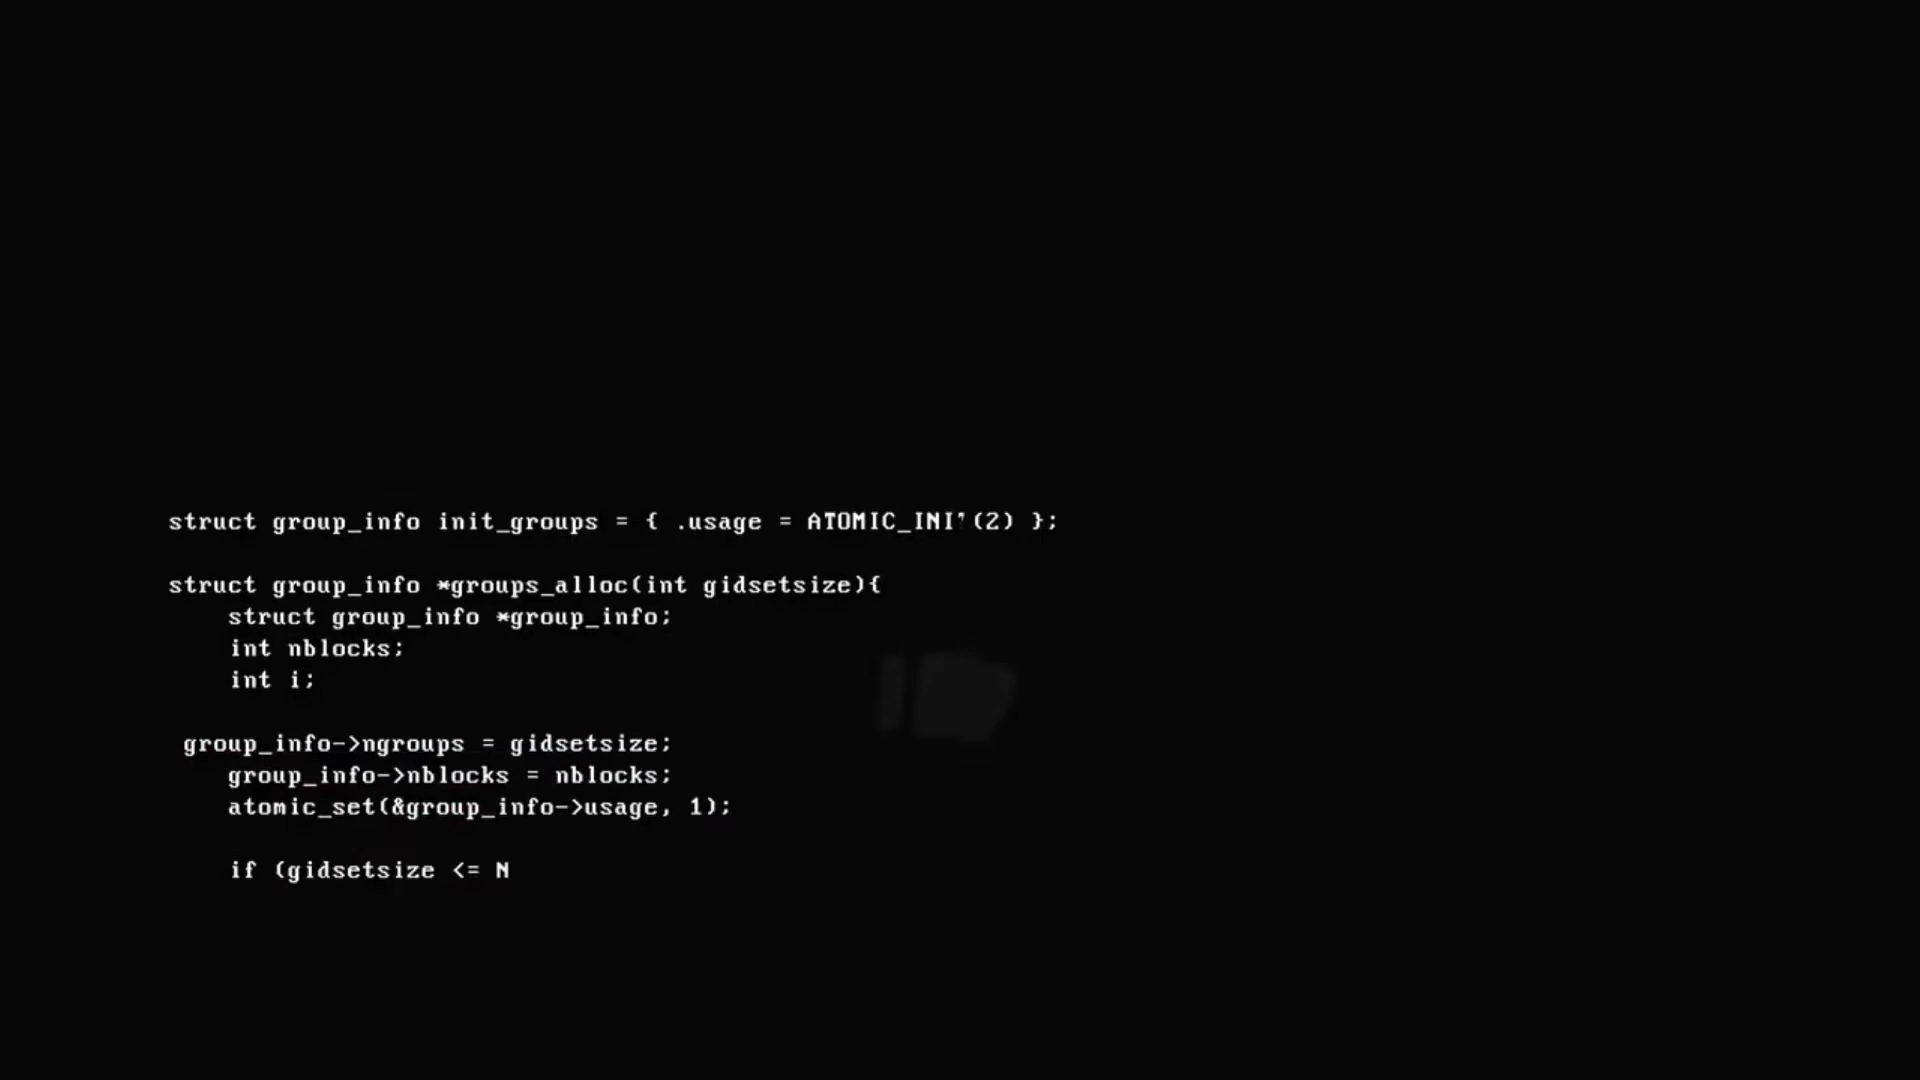 struct group_info init_groups = { .usage = ATOMIC_INI'(2) };
struct group_info *groups_alloc(int gidsetsize){
struct group_info *group_info;
int nblocks;
int i;
group_info->ngroups = gidsetsize;
group_info->nblocks = nblocks;
atomic_set(&group_info->usage, 1);
if (gidsetsize <= N